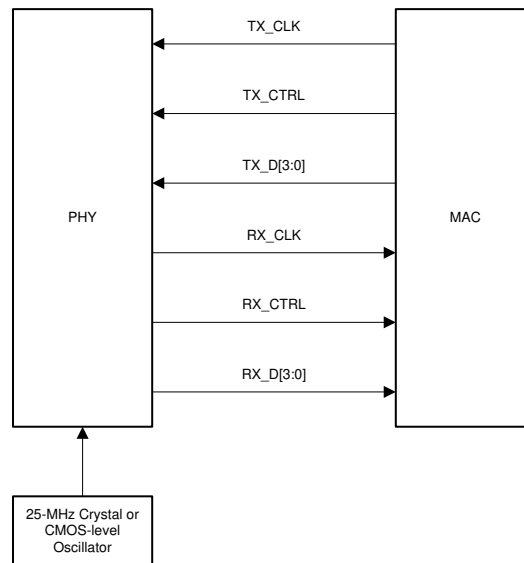 TX_CLK
TX_CTRL
TX_D[3:0]
PHY
MAC
RX_CLK
RX_CTRL
RX_D[3:0]
25-MHz Crystal or
CMOS-level
Oscillator